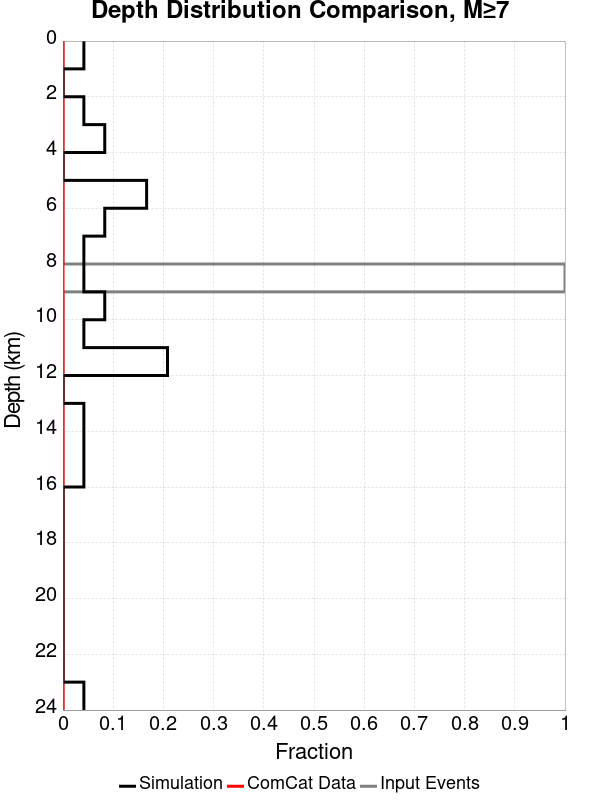 Depth Distribution Comparison, M≥7
0
2
4
6
8
10
12
14
16
18
20
22
24
Depth (km)
0 0.1 0.2 0.3 0.4 0.5 0.6 0.7 0.8 0.9 1
Fraction
Simulation ComCat Data Input Events